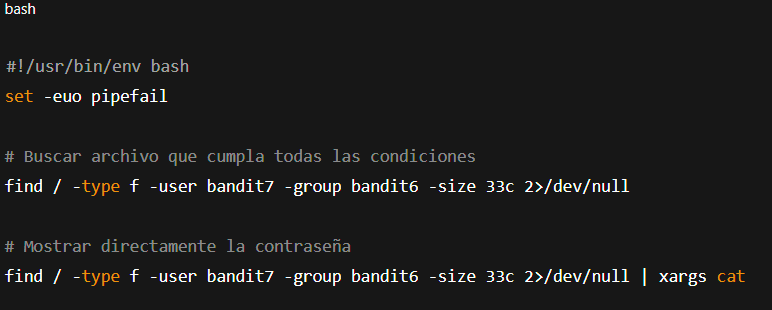 bash
#!/usr/bin/env bash
set -euo pipefail
# Buscar archivo que cumpla todas las condiciones
find / -type f -user bandit7 -group bandit6 -size 33c 2>/dev/null
# Mostrar directamente la contraseña
find / -type f -user bandit7 -group bandit6 -size 33c 2>/dev/null | xargs cat